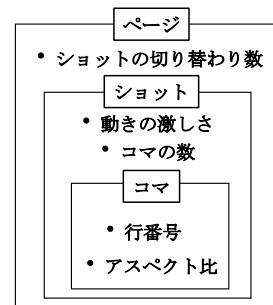 ページ
• ショットの切り替わり数
ショット
• 動きの激しさ
• コマの数
コマ
• 行番号
• アスペクト比